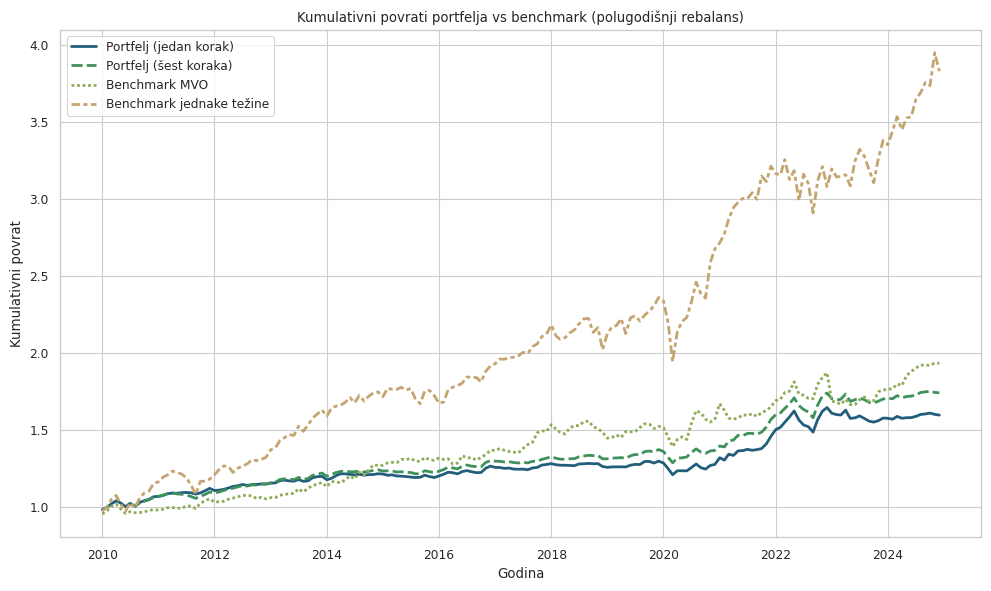 Kumulativni povrati portfelja vs benchmark (polugodišnji rebalans)
Portfelj (jedan korak)
Portfelj (šest koraka)
Benchmark MVO
Benchmark jednake težine
Kumulativni povrat
4.0
3.5
3.0
2.5
2.0
1.5
1.0
2010
2012
2014
2016
2018
2020
2022
2024
Godina